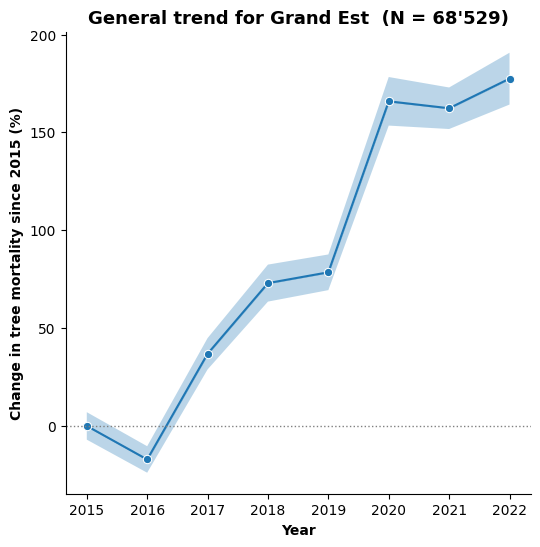 General trend for Grand Est  (N = 68'529)
Change in tree mortality since 2015 (%)
200
150
100
50
0
2015 2016 2017 2018 2019 2020 2021 2022
Year